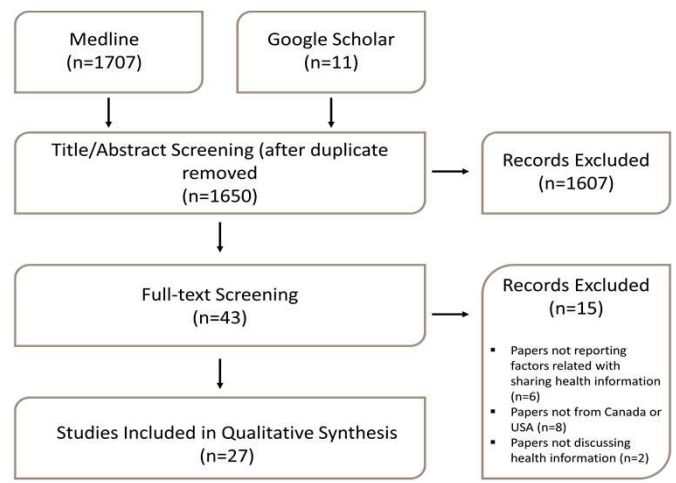 Medline
(n=1707)
Google Scholar
(n=11)
Title/Abstract Screening (after duplicate
removed
(n=1650)
Records Excluded
(n=1607)
Full-text Screening
(n=43)
Records Excluded
(n=15)
▪ Papers not reporting
factors related with
sharing health information
(n=6)
▪ Papers not from Canada or
USA (n=8)
▪ Papers not discussing
health information (n=2)
Studies Included in Qualitative Synthesis
(n=27)